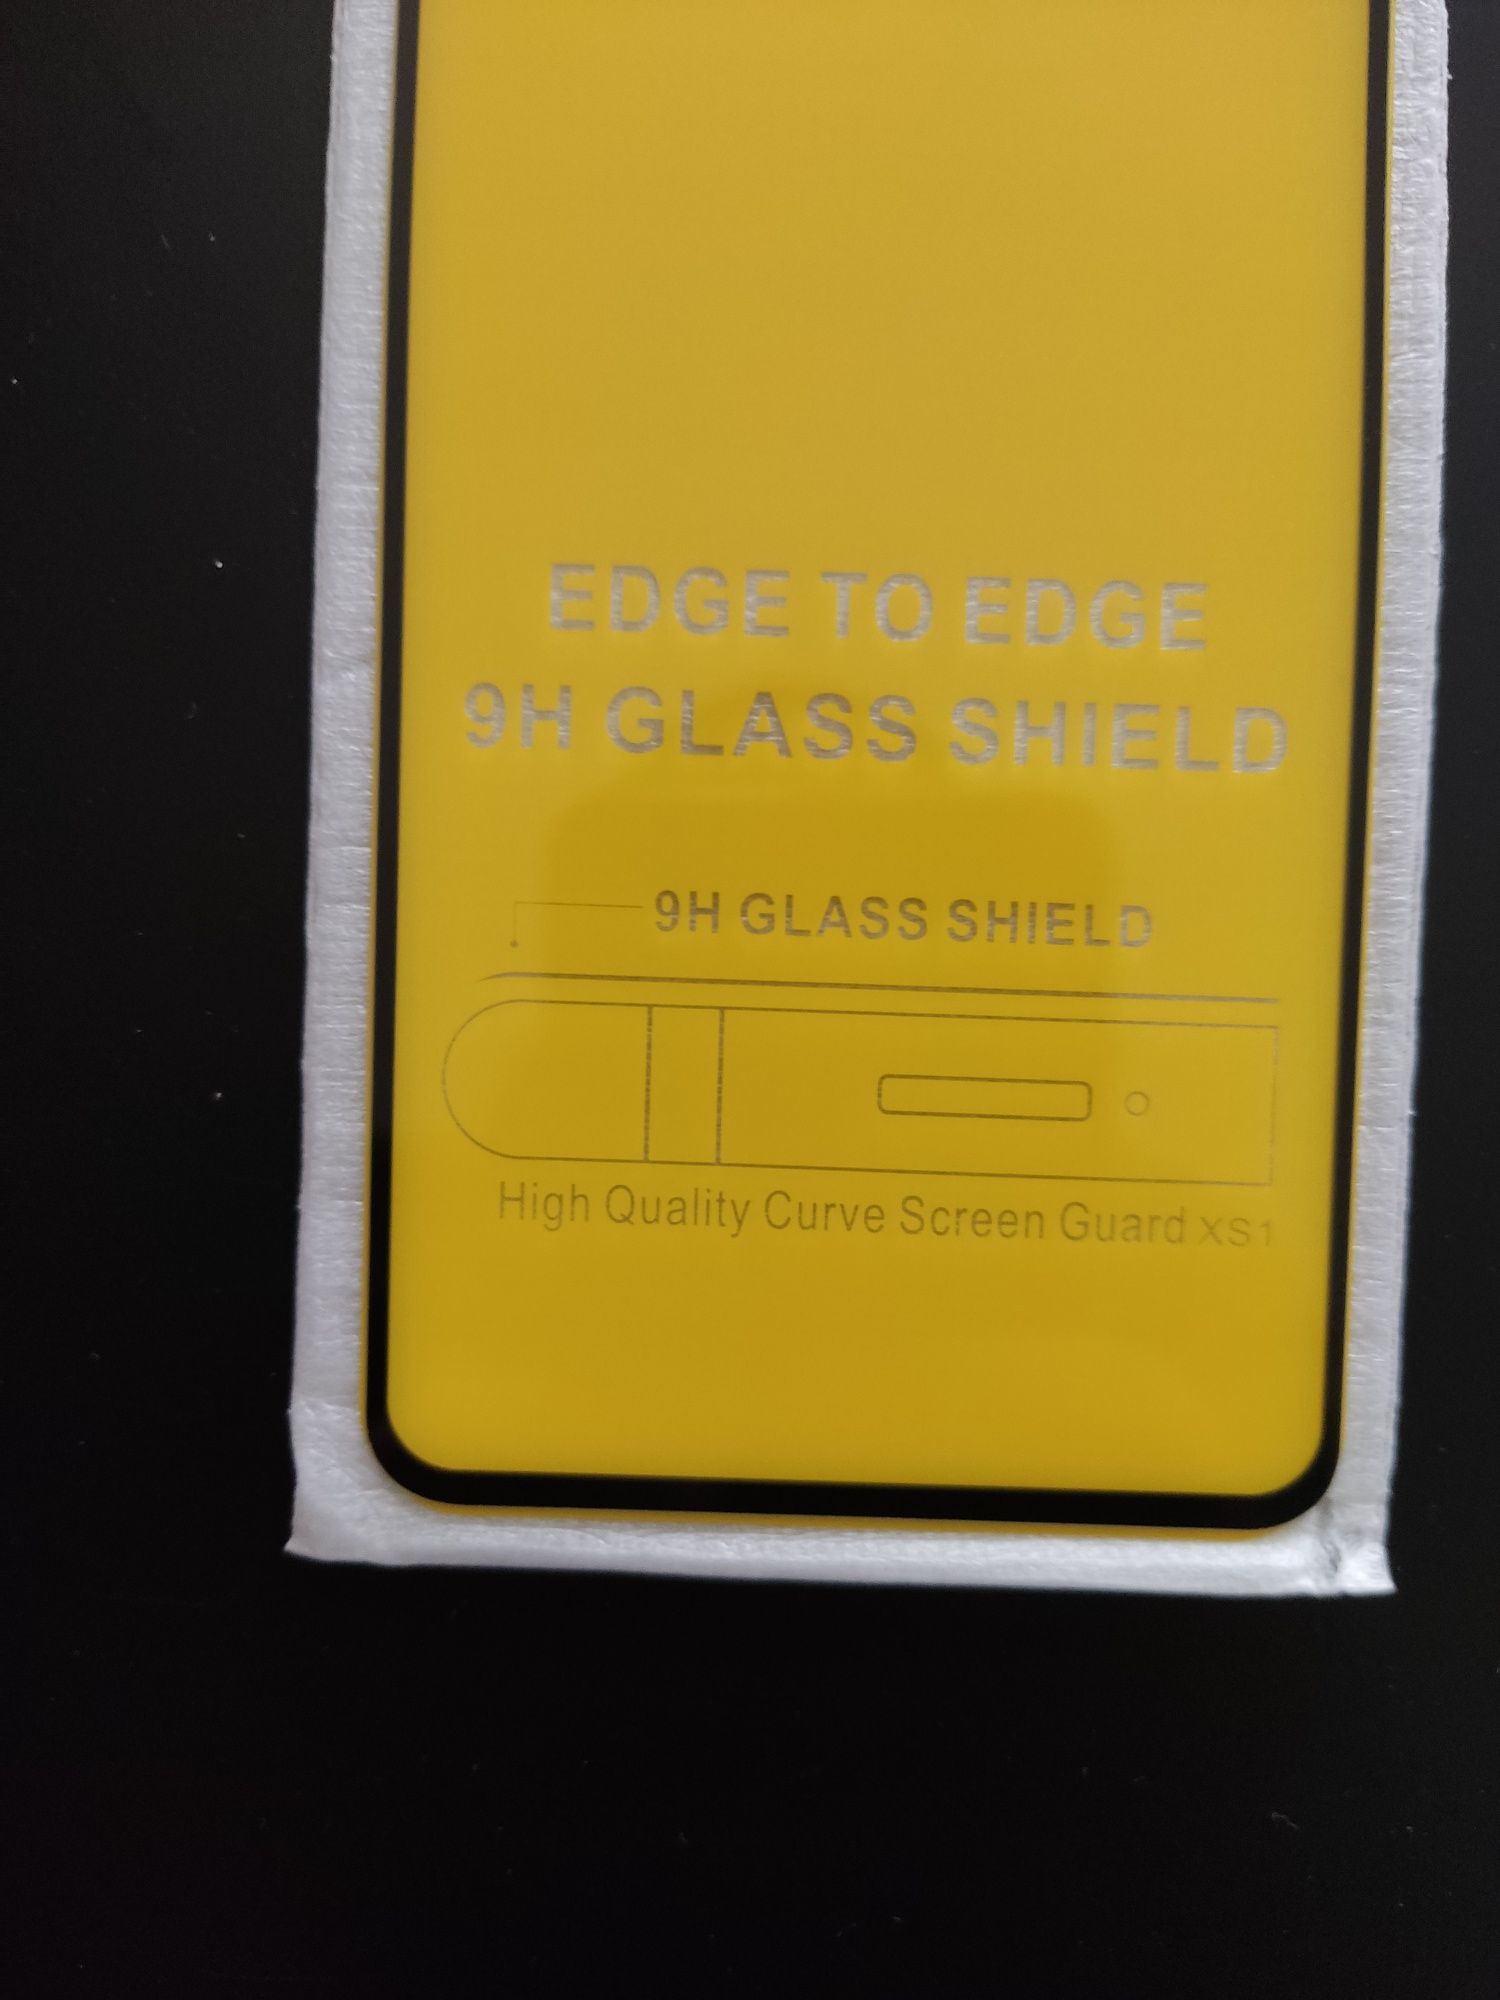 EDGE TO EDGE
9H GLASS SHIELD
9H GLASS SHIELD
High Quality Curve Screen Guard XS1